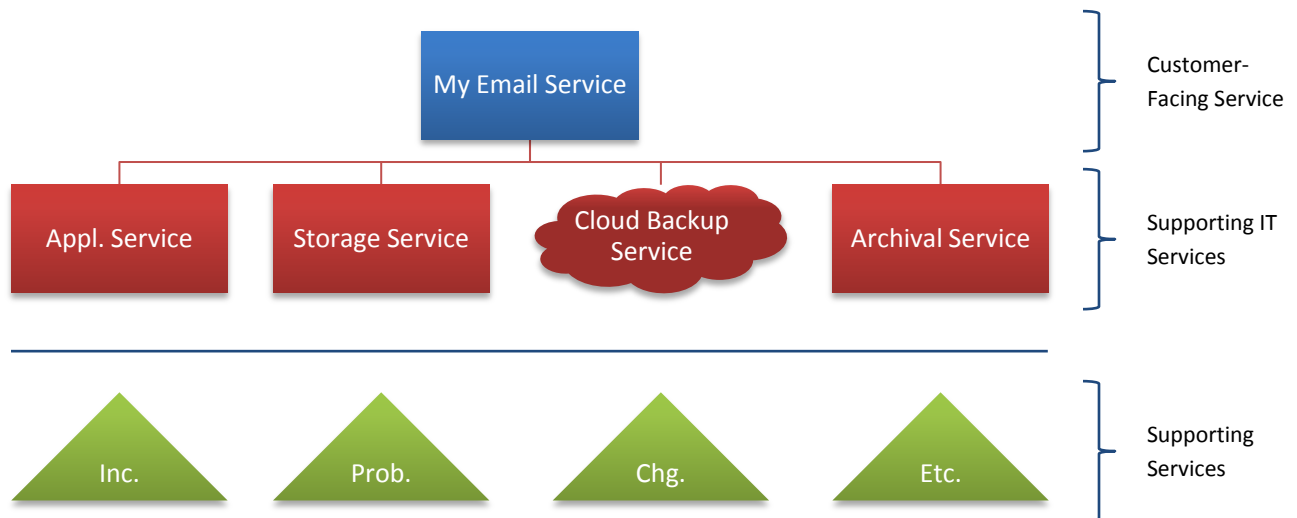 My Email Service
Customer-
Facing Service
Appl. Service
Storage Service
Cloud Backup
Service
Archival Service
Supporting IT
Services
Inc.
Prob.
Chg.
Etc.
Supporting
Services